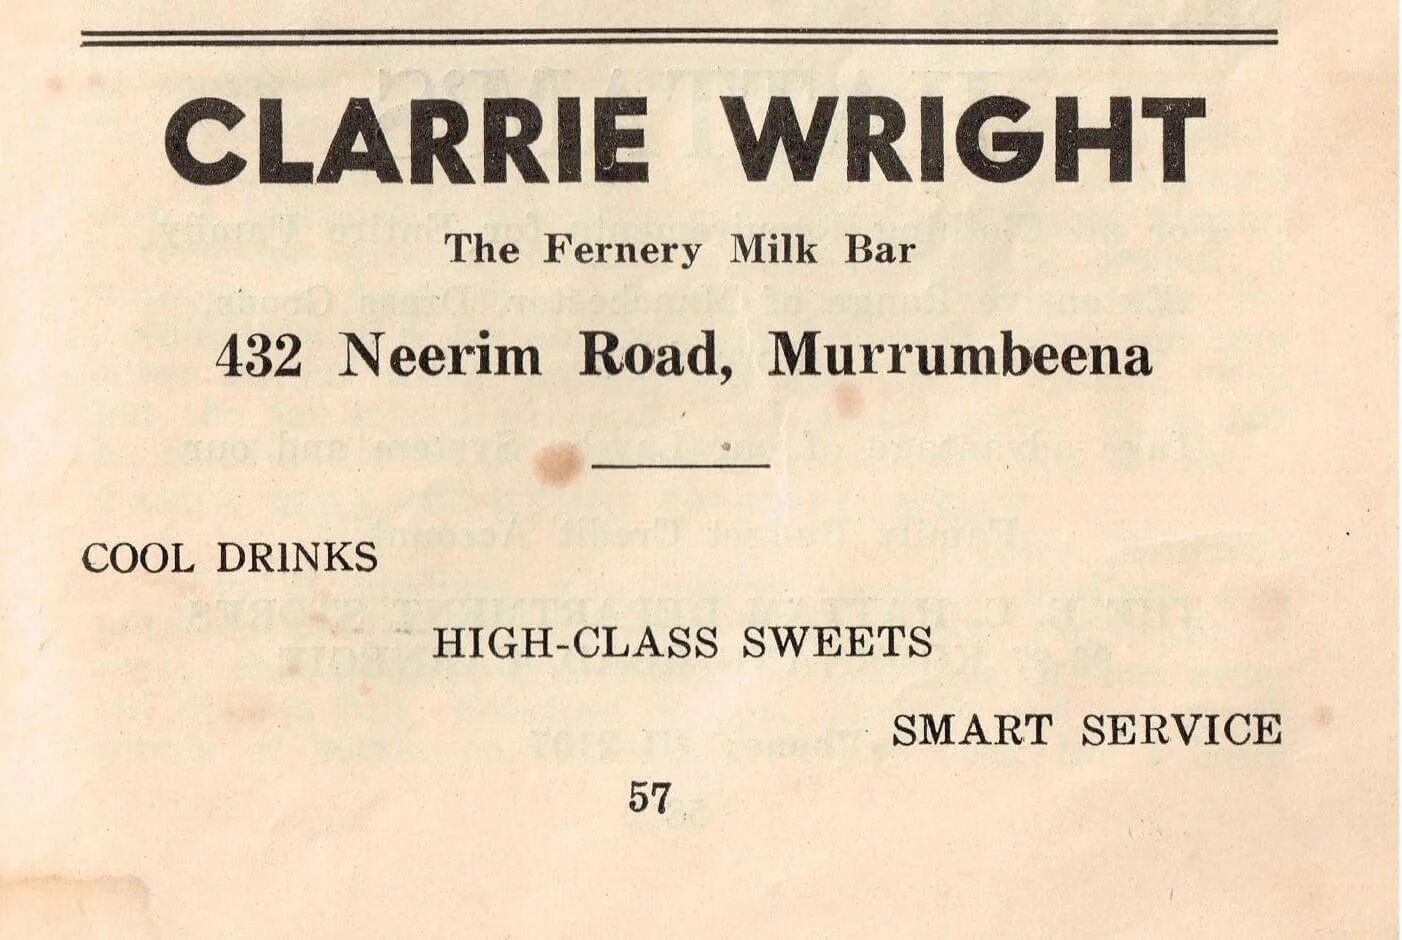 CLARRIE WRIGHT
The Fernery Milk Bar
432 Neerim Road, Murrumbeena
COOL DRINKS
HIGH-CLASS SWEETS
SMART SERVICE
57